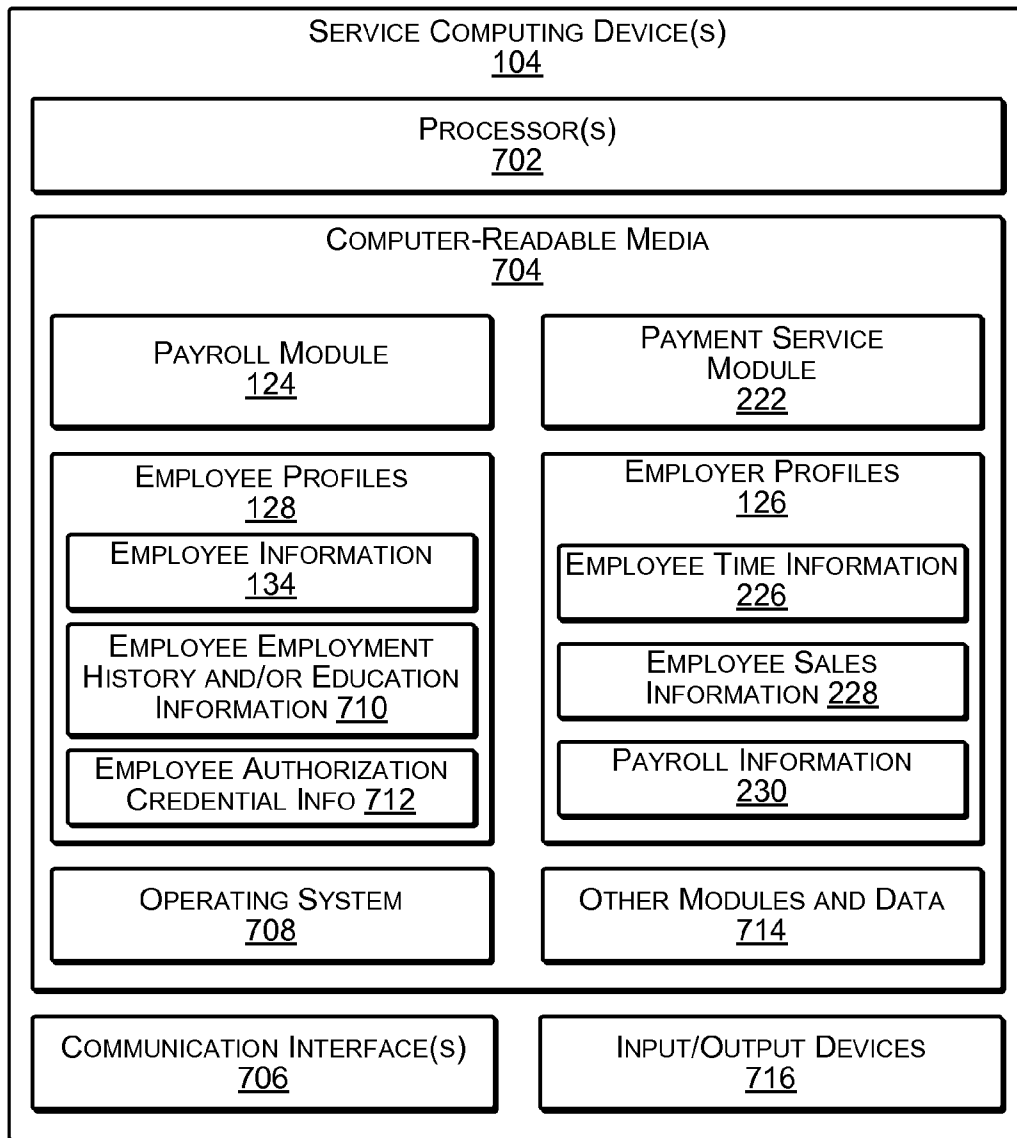 SERVICE COMPUTING DEVICE(S)
104
PROCESSOR(S)
702
COMPUTER-READABLE MEDIA
704
PAYROLL MODULE
124
PAYMENT SERVICE
MODULE
222
EMPLOYEE PROFILES
128
EMPLOYEE INFORMATION
134
EMPLOYEE EMPLOYMENT
HISTORY AND/OR EDUCATION
INFORMATION 710
EMPLOYEE AUTHORIZATION
CREDENTIAL INFO 712
EMPLOYER PROFILES
126
EMPLOYEE TIME INFORMATION
226
EMPLOYEE SALES
INFORMATION 228
PAYROLL INFORMATION
230
OPERATING SYSTEM
708
OTHER MODULES AND DATA
714
COMMUNICATION INTERFACE(S)
706
INPUT/OUTPUT DEVICES
716